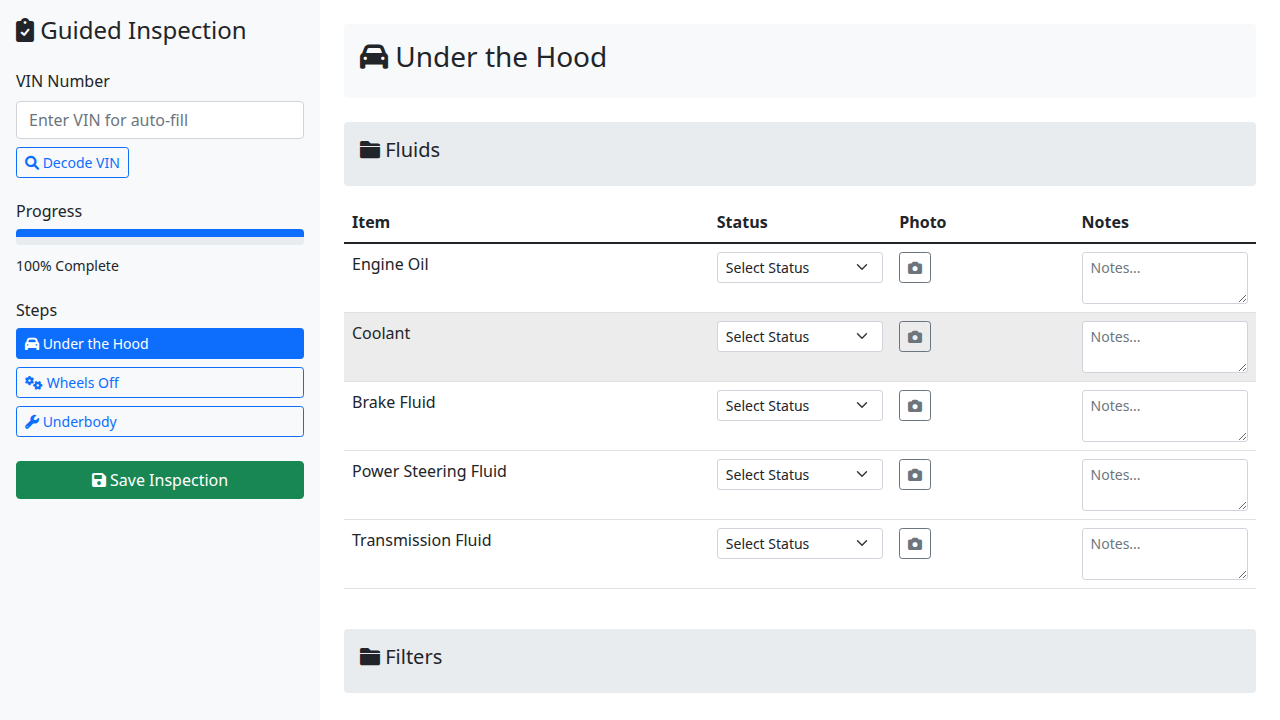 Guided Inspection
VIN Number
Enter VIN for auto-fill
Decode VIN
Progress
100% Complete
Steps
Under the Hood
Wheels Off
Underbody
Save Inspection
Under the Hood
Fluids
Item Status Photo Notes
Engine Oil Select Status Notes...
Coolant Select Status Notes...
Brake Fluid Select Status Notes...
Power Steering Fluid Select Status Notes...
Transmission Fluid Select Status Notes...
Filters